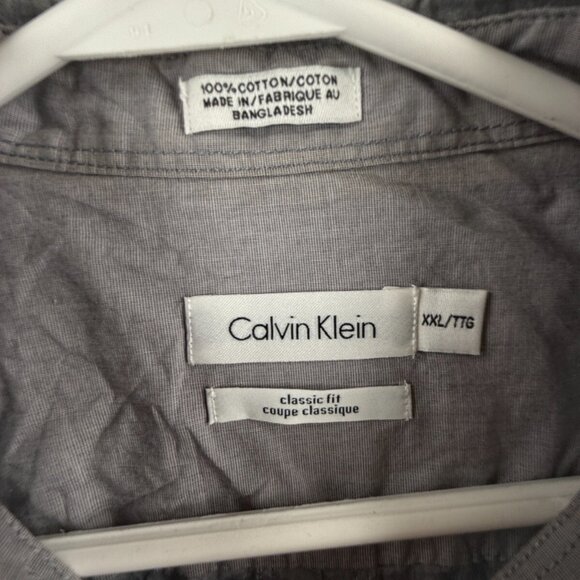 100% COTTON/COTON
MADE IN/FABRIQUE AU
BANGLADESH
Calvin Klein
XXL/TTG
classic fit
coupe classique